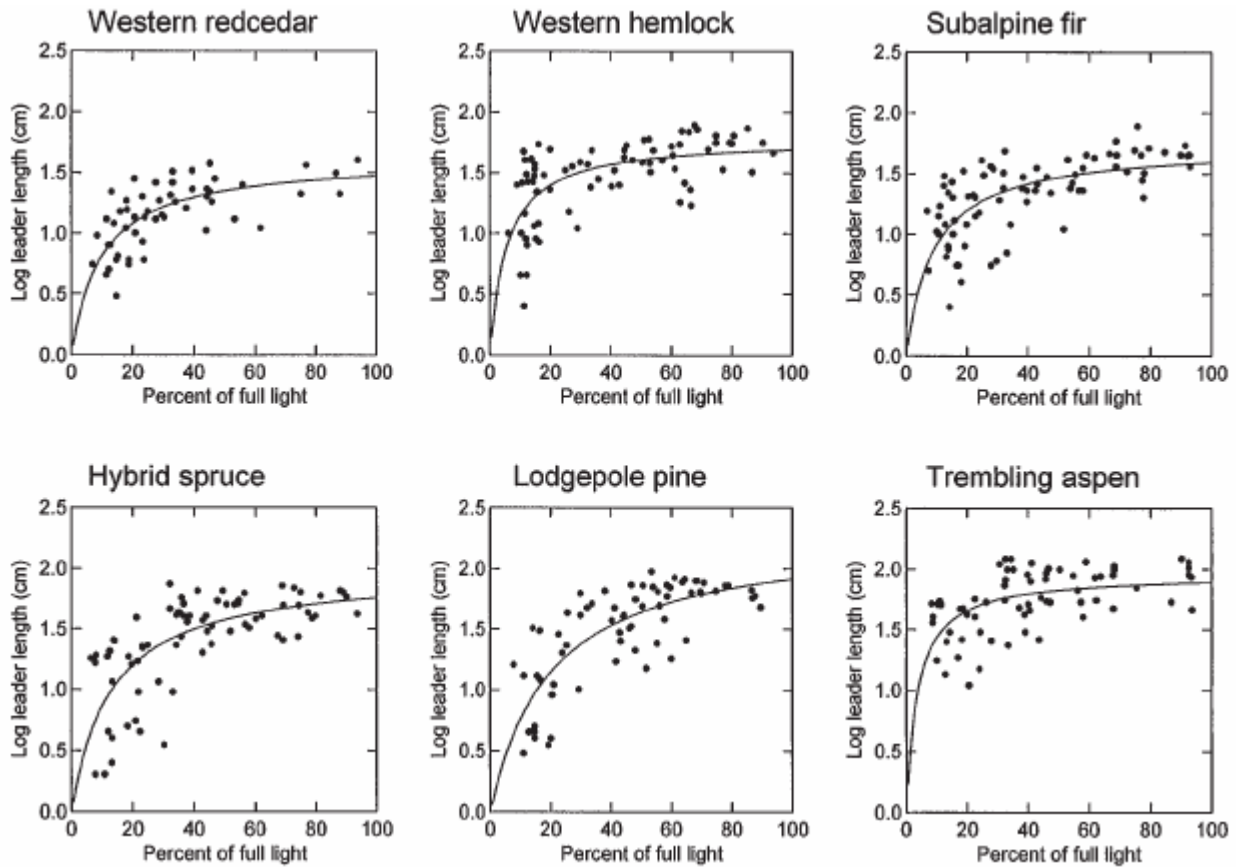 Western redcedar
Western hemlock
Subalpine fir
2.5
2.0
1.5
1.0
0.5
0.0
Log leader length (cm)
0 20 40 60 80 100
Percent of full light
2.5
2.0
1.5
1.0
0.5
0.0
Log leader length (cm)
0 20 40 60 80 100
Percent of full light
2.5
2.0
1.5
1.0
0.5
0.0
Log leader length (cm)
0 20 40 60 80 100
Percent of full light
Hybrid spruce
Lodgepole pine
Trembling aspen
2.5
2.0
1.5
1.0
0.5
0.0
Log leader length (cm)
0 20 40 60 80 100
Percent of full light
2.5
2.0
1.5
1.0
0.5
0.0
Log leader length (cm)
0 20 40 60 80 100
Percent of full light
2.5
2.0
1.5
1.0
0.5
0.0
Log leader length (cm)
0 20 40 60 80 100
Percent of full light